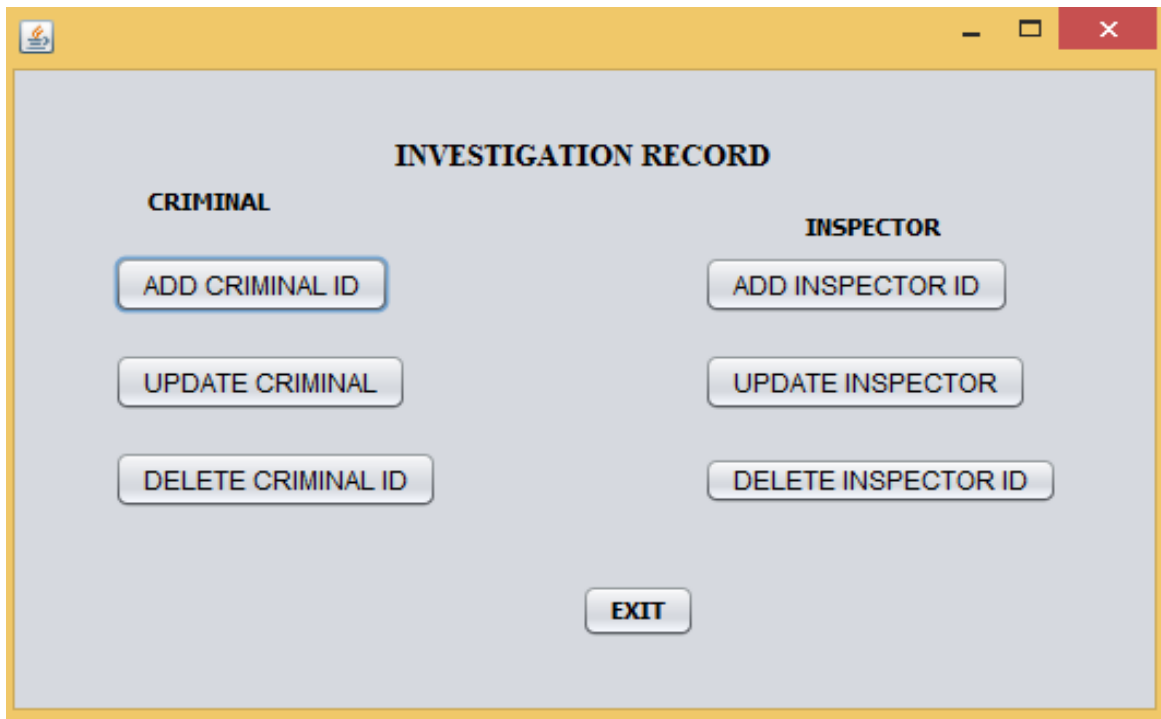 INVESTIGATION RECORD
CRIMINAL
INSPECTOR
ADD CRIMINAL ID
ADD INSPECTOR ID
UPDATE CRIMINAL
UPDATE INSPECTOR
DELETE CRIMINAL ID
DELETE INSPECTOR ID
EXIT